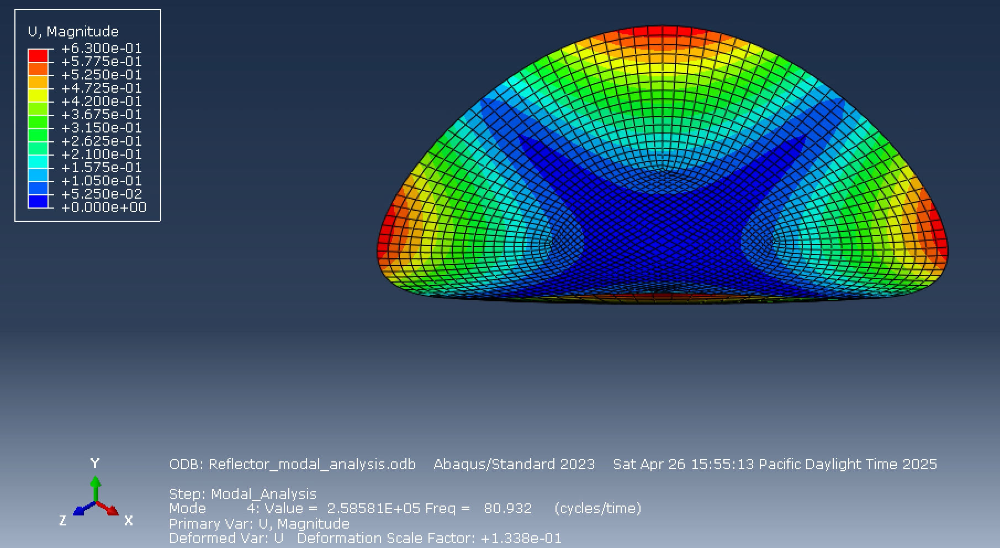 U, Magnitude
+6.300e-01
+5.775e-01
+5.250e-01
+4.725e-01
+4.200e-01
+3.675e-01
+3.150e-01
+2.625e-01
+2.100e-01
+1.575e-01
+1.050e-01
+5.250e-02
+0.000e+00
Y
Z
X
ODB: Reflector_modal_analysis.odb    Abaqus/Standard 2023    Sat Apr 26 15:55:13 Pacific Daylight Time 2025
Step: Modal_Analysis
Mode         4: Value =  2.58581E+05 Freq =   80.932     (cycles/time)
Primary Var: U, Magnitude
Deformed Var: U   Deformation Scale Factor: +1.338e-01